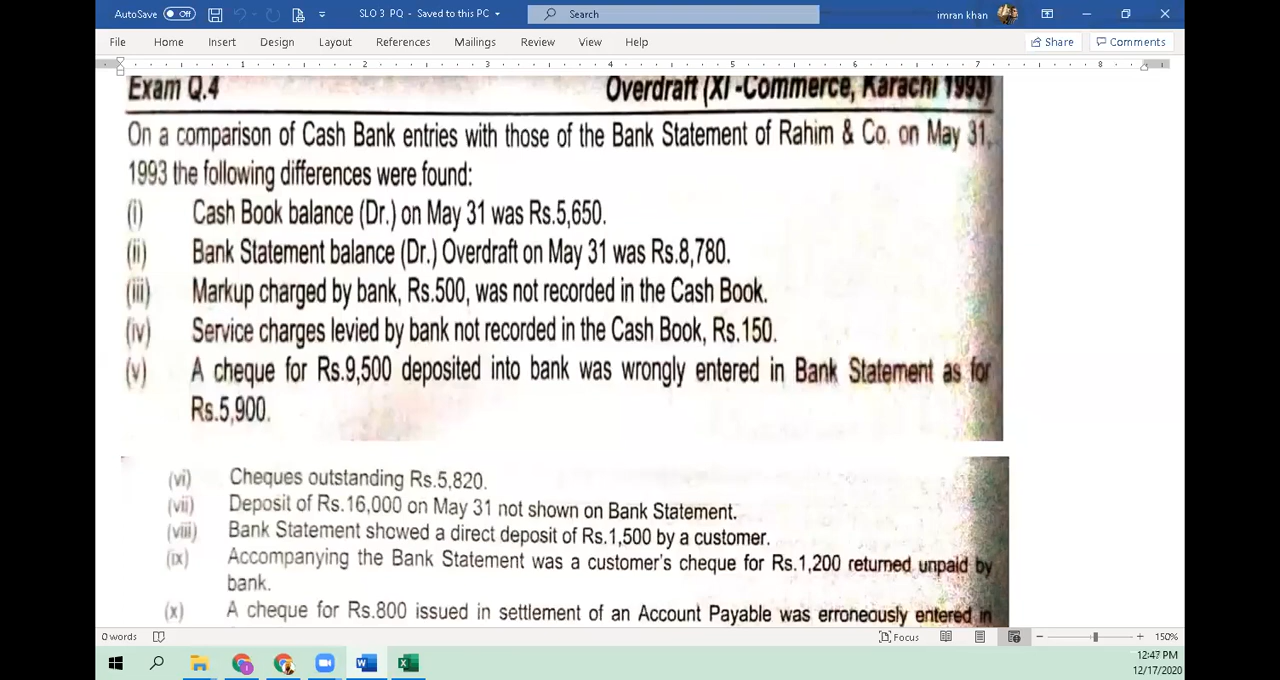 AutoSave Off SLO 3 PQ - Saved to this PC Search imran khan
File Home Insert Design Layout References Mailings Review View Help Share Comments
1 2 3 4 5 6 7 8
Exam Q.4 Overdraft (XI -Commerce, Karachi 1993)
On a comparison of Cash Bank entries with those of the Bank Statement of Rahim & Co. on May 31,
1993 the following differences were found:
(i) Cash Book balance (Dr.) on May 31 was Rs.5,650.
(ii) Bank Statement balance (Dr.) Overdraft on May 31 was Rs.8,780.
(iii) Markup charged by bank, Rs.500, was not recorded in the Cash Book.
(iv) Service charges levied by bank not recorded in the Cash Book, Rs.150.
(v) A cheque for Rs.9,500 deposited into bank was wrongly entered in Bank Statement as for
Rs.5,900.
(vi) Cheques outstanding Rs.5,820.
(vii) Deposit of Rs.16,000 on May 31 not shown on Bank Statement.
(viii) Bank Statement showed a direct deposit of Rs.1,500 by a customer.
(ix) Accompanying the Bank Statement was a customer's cheque for Rs.1,200 returned unpaid by
bank.
(x) A cheque for Rs.800 issued in settlement of an Account Payable was erroneously entered in
0 words Focus 150%
12:47 PM
12/17/2020